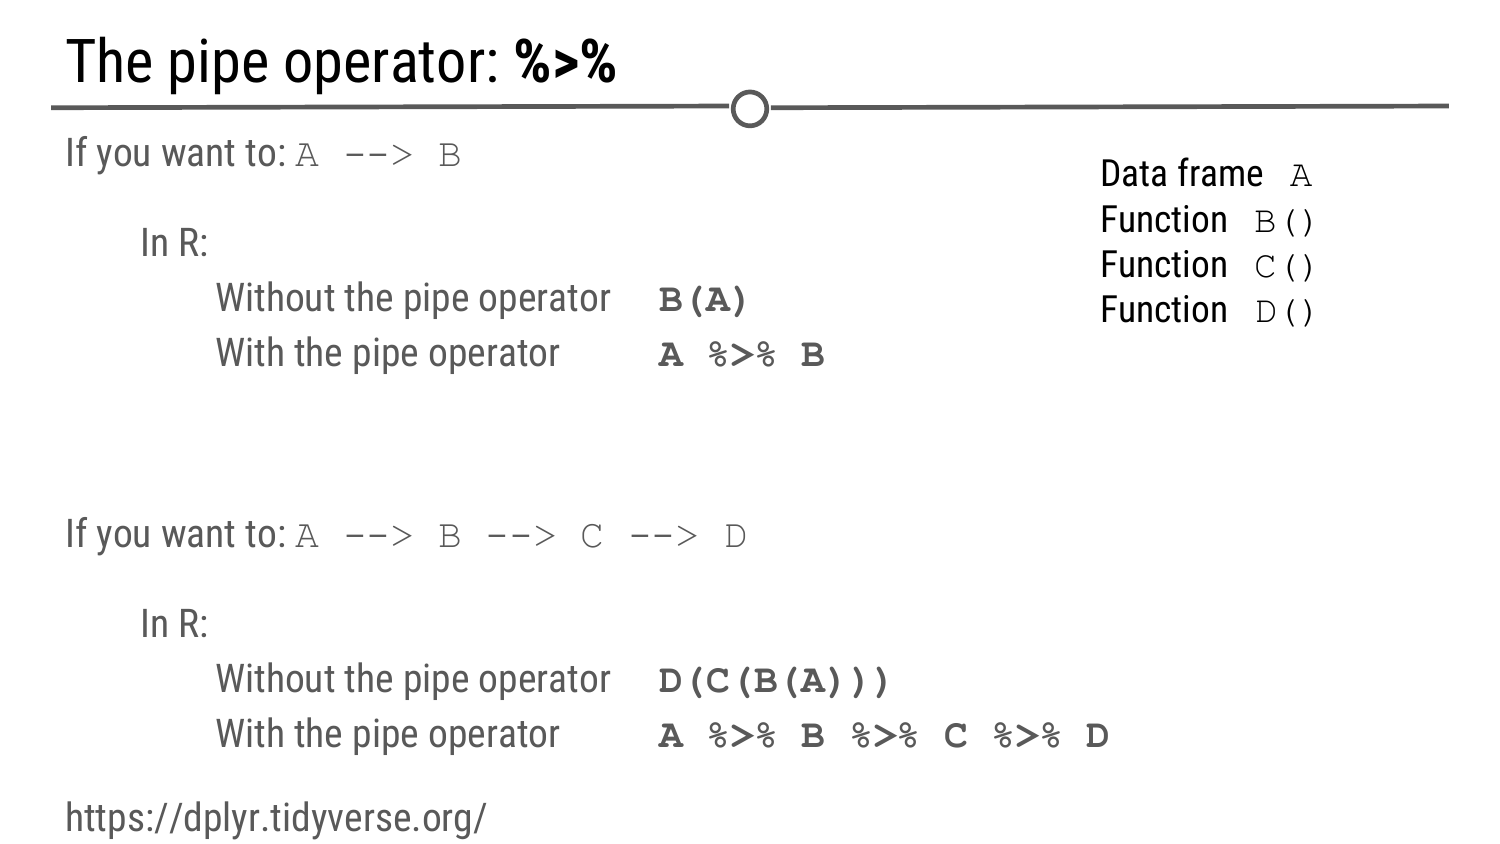 The pipe operator: %>%
If you want to: A --> B
In R:
Without the pipe operator B(A)
With the pipe operator A %>% B
Data frame A
Function B()
Function C()
Function D()
If you want to: A --> B --> C --> D
In R:
Without the pipe operator D(C(B(A)))
With the pipe operator A %>% B %>% C %>% D
https://dplyr.tidyverse.org/